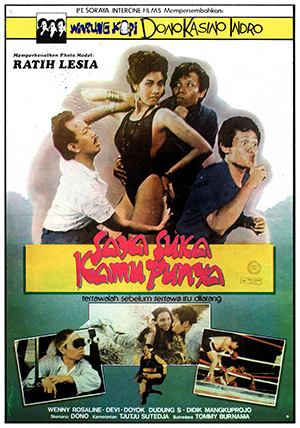 P.T. SORAYA INTERCINE FILMS Mempersembahkan:
WARUNG KOPI DONO KASINO INDRO
Memperkenalkan Photo Model:
RATIH LESIA
SAYA SUKA
KAMU PUNYA
tertawalah sebelum tertawa itu dilarang
WENNY ROSALINE - DEVI - DOYOK DUDUNG S - DIDIK MANGKUPROJO
Skenario DONO Kameraman TJUTJU SUTEDJA Sutradara TOMMY BURNAMA